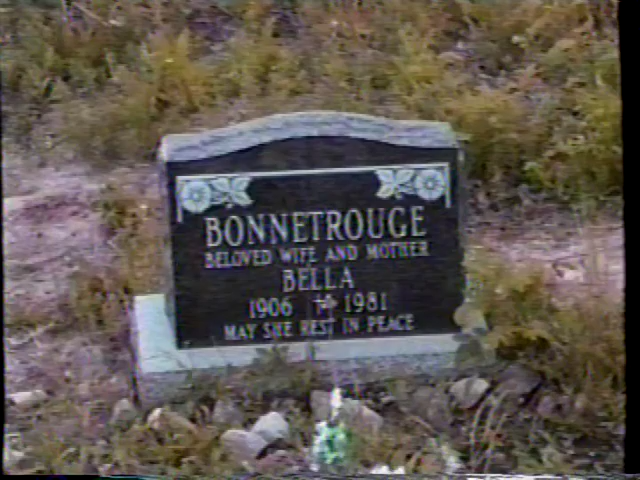 BONNETROUGE
BELOVED WIFE AND MOTHER
BELLA
1906 1981
MAY SHE REST IN PEACE